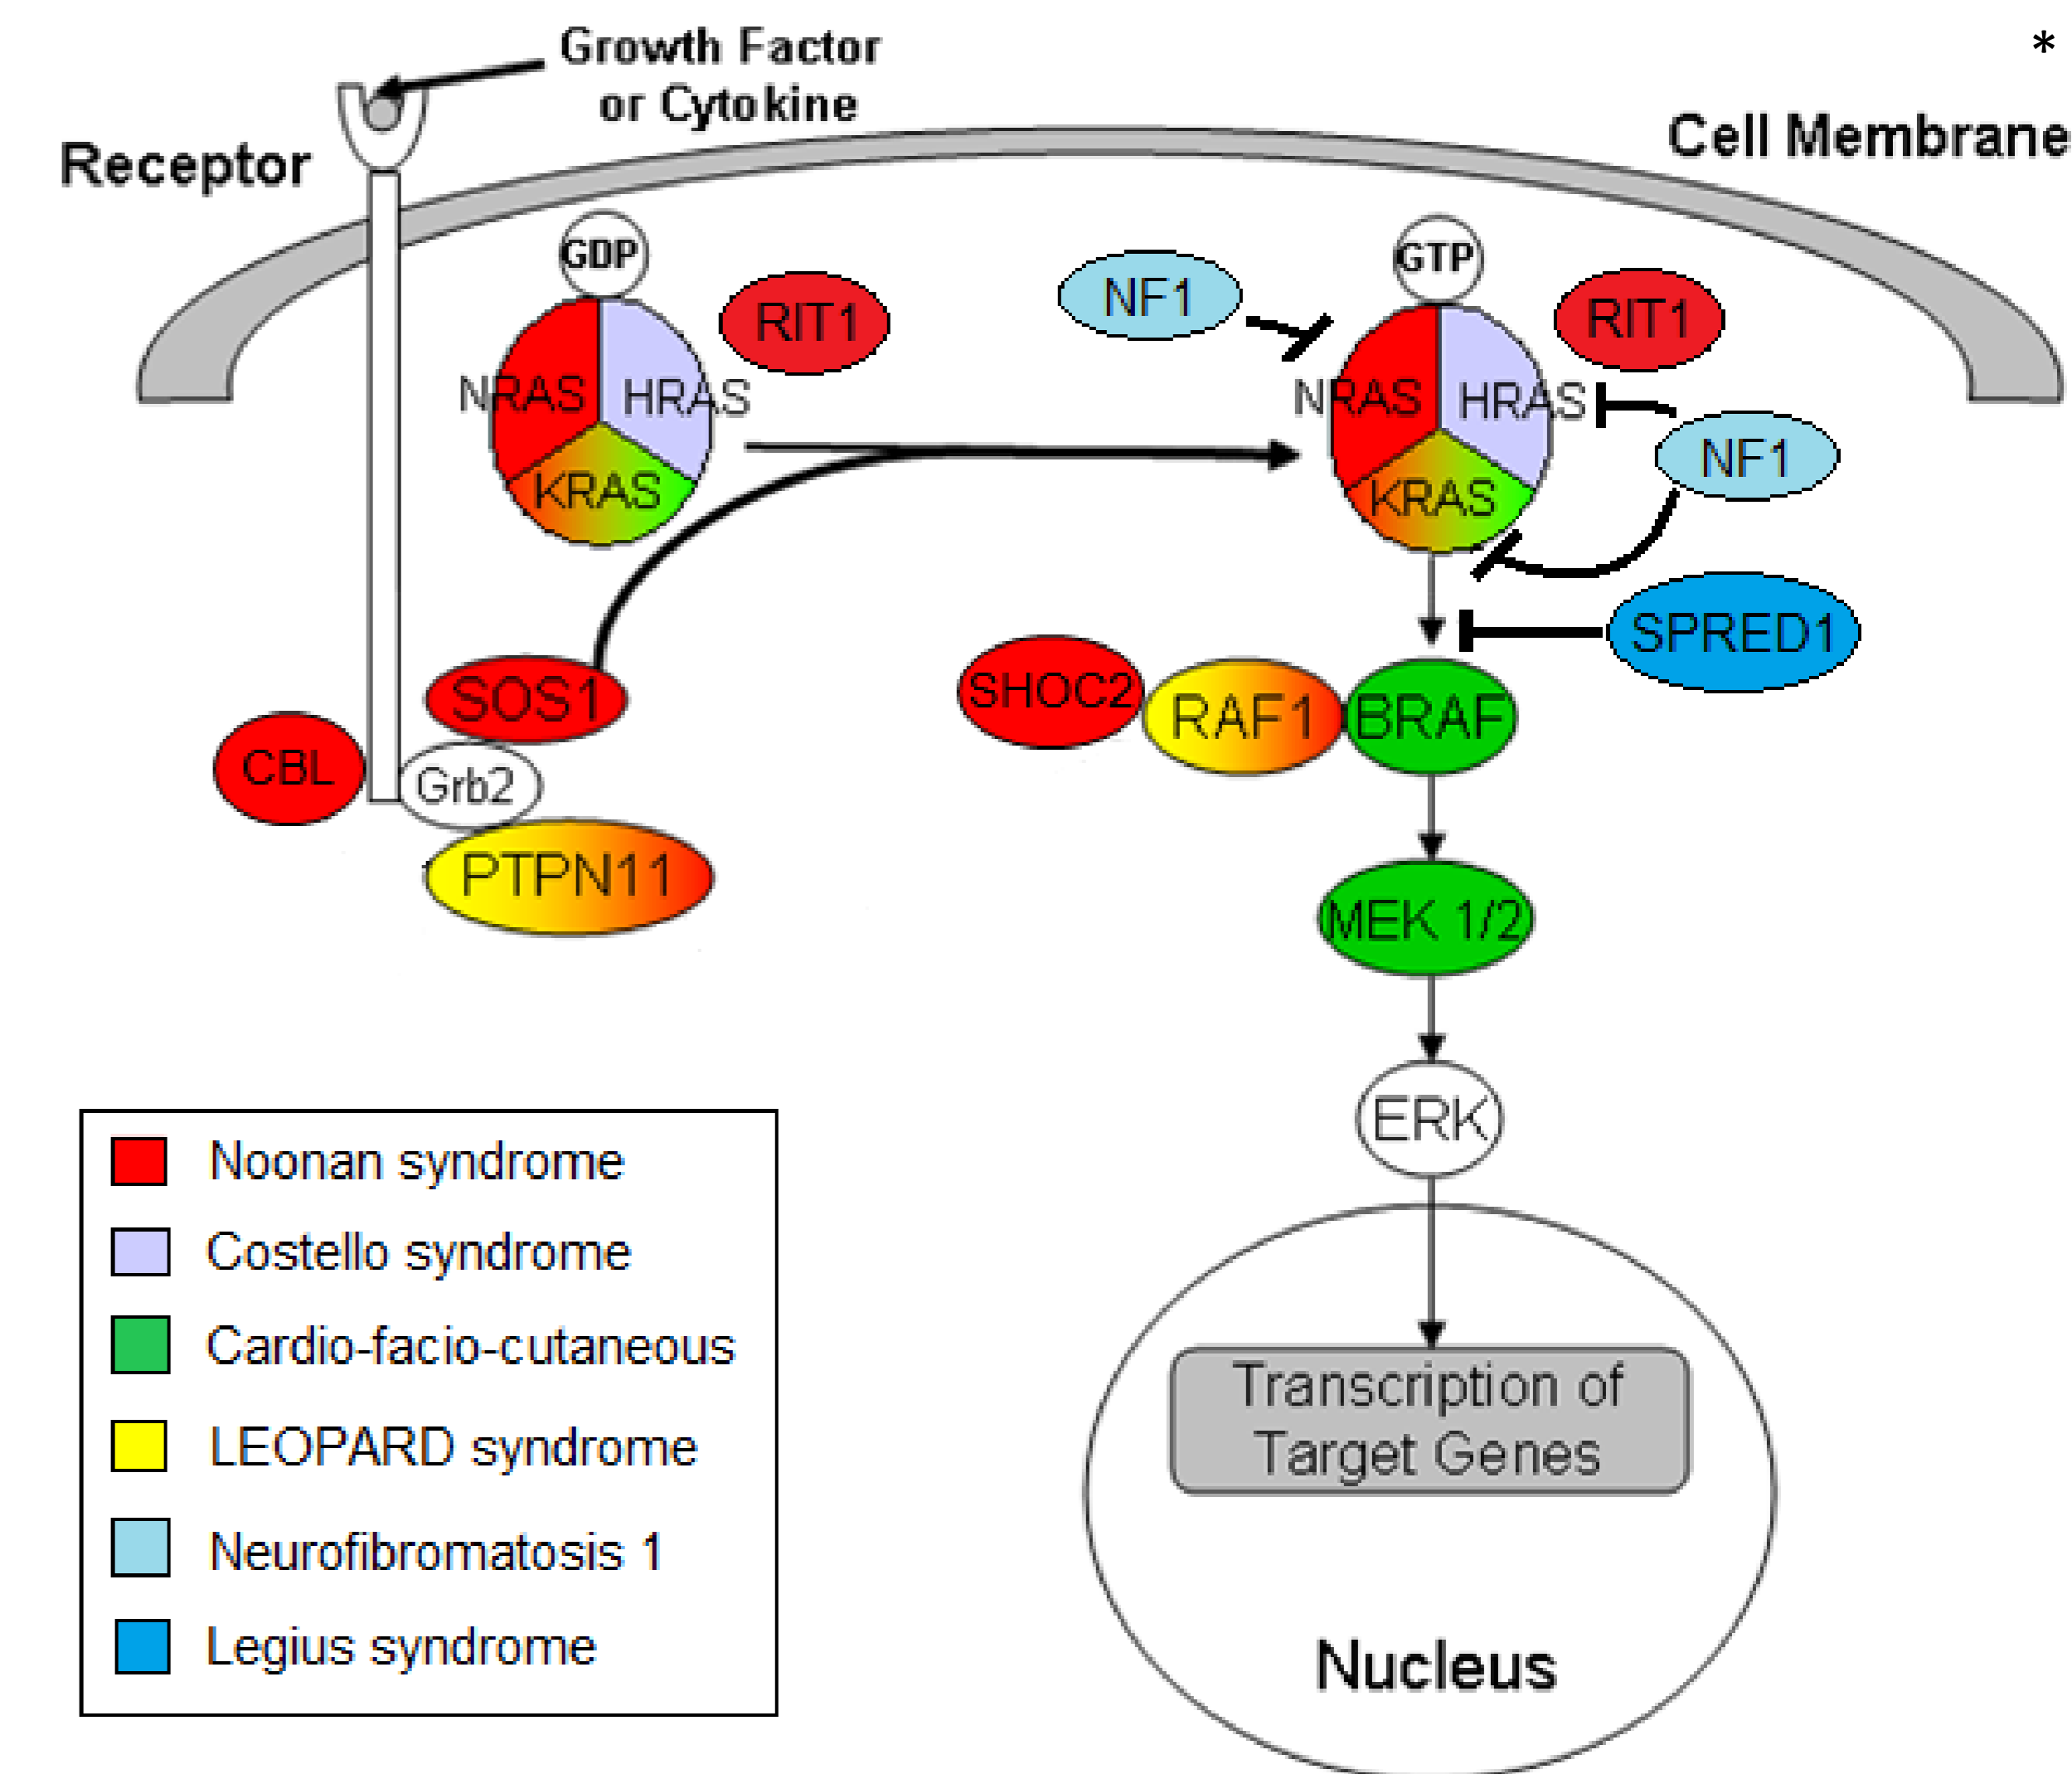 Growth Factor
or Cytokine
*
Receptor
Cell Membrane
GDP
GTP
RIT1
NF1
RIT1
NRAS
HRAS
KRAS
NRAS
HRAS
KRAS
NF1
SPRED1
SOS1
SHOC2
RAF1
BRAF
CBL
Grb2
PTPN11
MEK 1/2
ERK
Noonan syndrome
Costello syndrome
Cardio-facio-cutaneous
LEOPARD syndrome
Neurofibromatosis 1
Legius syndrome
Transcription of
Target Genes
Nucleus